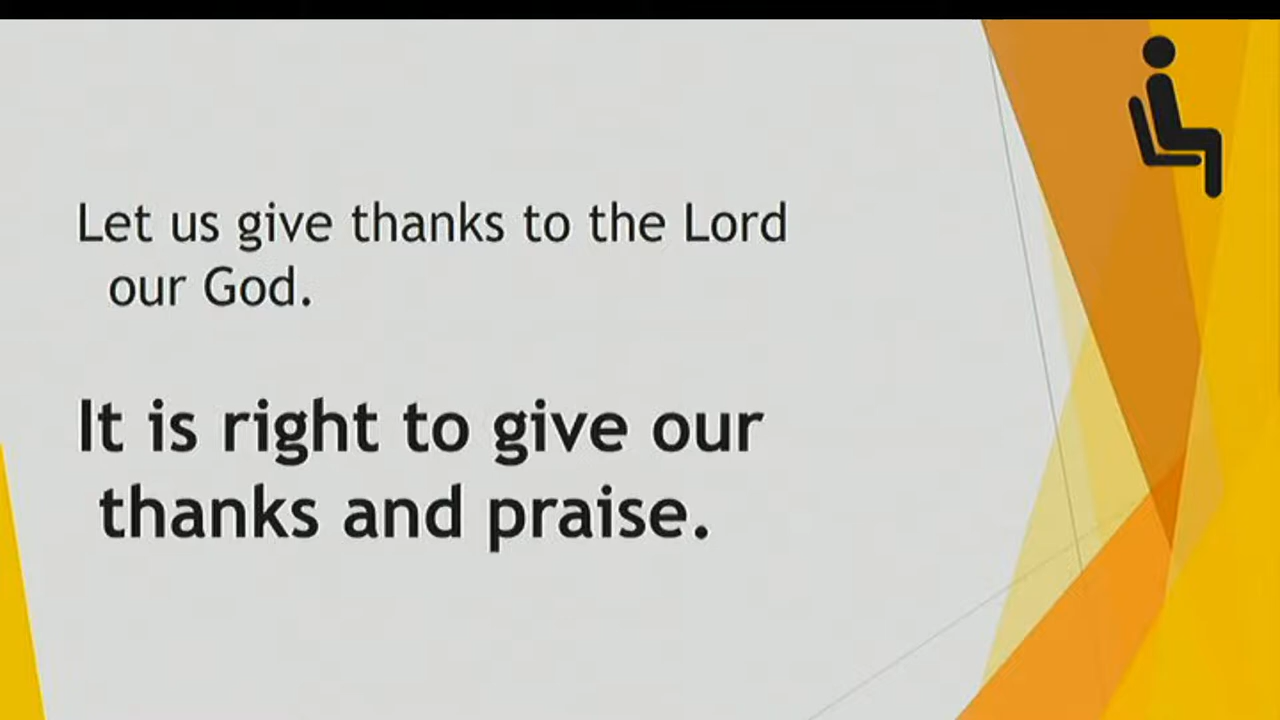 Let us give thanks to the Lord
our God.
It is right to give our
thanks and praise.